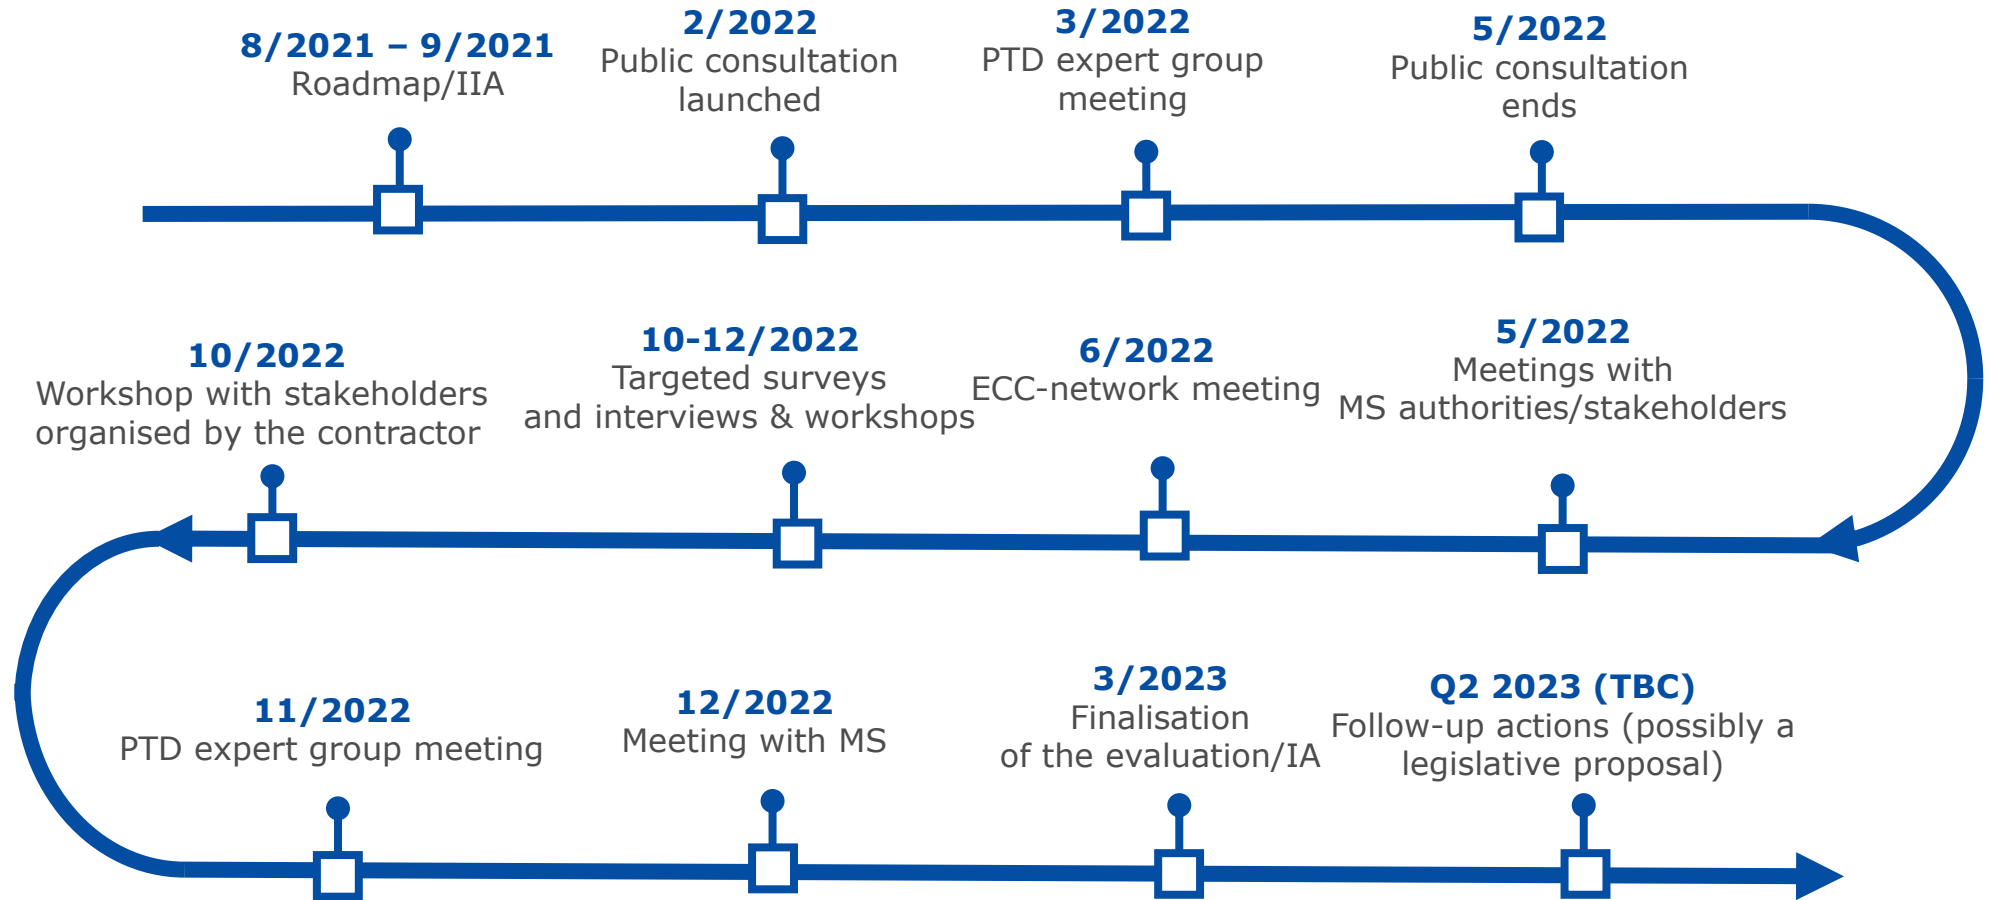 8/2021 – 9/2021
Roadmap/IIA
2/2022
Public consultation
launched
3/2022
PTD expert group
meeting
5/2022
Public consultation
ends
5/2022
Meetings with
MS authorities/stakeholders
6/2022
ECC-network meeting
10-12/2022
Targeted surveys
and interviews & workshops
10/2022
Workshop with stakeholders
organised by the contractor
11/2022
PTD expert group meeting
12/2022
Meeting with MS
3/2023
Finalisation
of the evaluation/IA
Q2 2023 (TBC)
Follow-up actions (possibly a
legislative proposal)